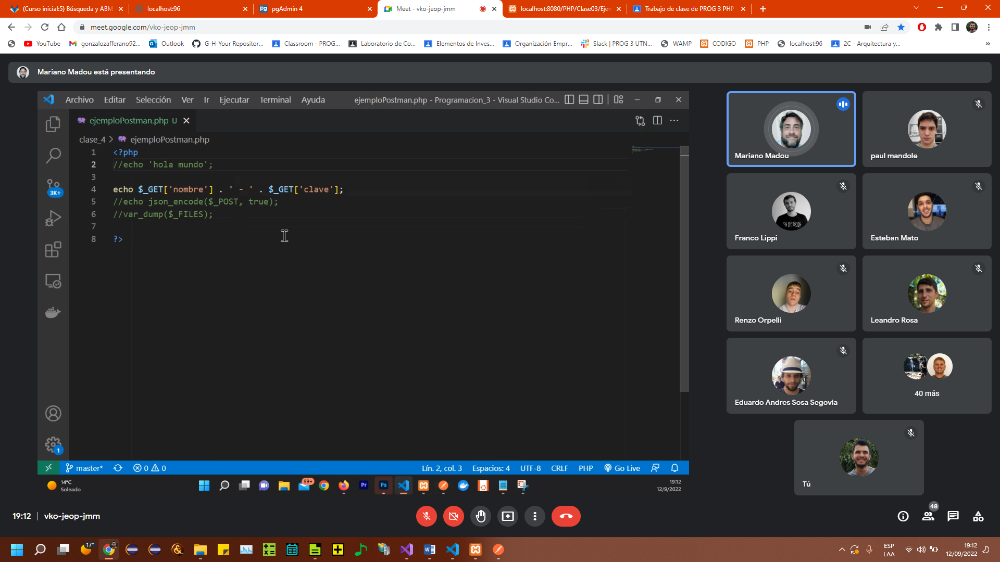 (Curso inicial:5) Búsqueda y ABM
localhost:96
pgAdmin 4
Meet - vko-jeop-jmm
localhost:8080/PHP/Clase03/Ejer
Trabajo de clase de PROG 3 PHP
meet.google.com/vko-jeop-jmm
YouTube
gonzalozafferano92...
Outlook
G-H-Your Repositor...
Classroom - PROG...
Laboratorio de Co...
Elementos de Inves...
Organización Empr...
Slack | PROG 3 UTN...
WAMP
CODIGO
PHP
localhost:96
2C - Arquitectura y...
»
Mariano Madou está presentando
Archivo Editar Selección Ver Ir Ejecutar Terminal Ayuda
ejemploPostman.php - Programacion_3 - Visual Studio Co...
ejemploPostman.php U
clase_4 > ejemploPostman.php
1 <?php
2 //echo 'hola mundo';
3
4 echo $_GET['nombre'] . ' - ' . $_GET['clave'];
5 //echo json_encode($_POST, true);
6 //var_dump($_FILES);
7
8 ?>
3K+
1
master*
0 0
Lín. 2, col. 3
Espacios: 4
UTF-8
CRLF
PHP
Go Live
14°C
Soleado
99+
Pr
Ps
19:12
12/9/2022
Mariano Madou
paul mandole
Franco Lippi
Esteban Mato
Renzo Orpelli
Leandro Rosa
Eduardo Andres Sosa Segovia
40 más
Tú
19:12 | vko-jeop-jmm
48
17°
ESP
LAA
19:12
12/09/2022